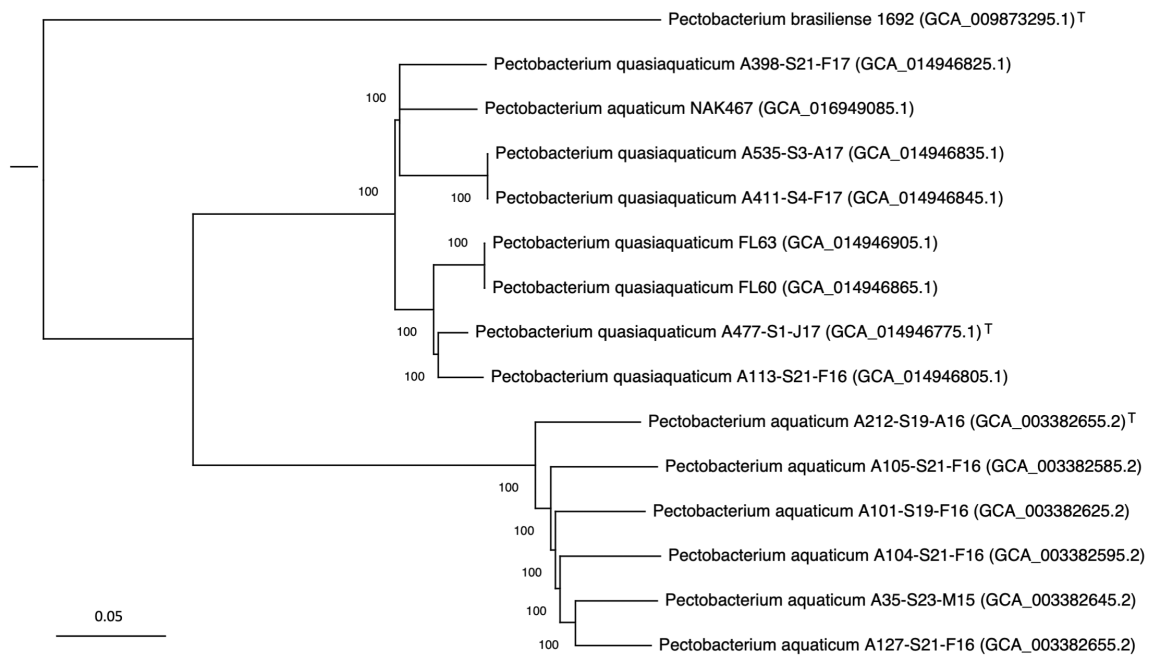 Pectobacterium brasiliense 1692 (GCA_009873295.1)T
Pectobacterium quasiaquaticum A398-S21-F17 (GCA_014946825.1)
100
Pectobacterium aquaticum NAK467 (GCA_016949085.1)
Pectobacterium quasiaquaticum A535-S3-A17 (GCA_014946835.1)
100
100
Pectobacterium quasiaquaticum A411-S4-F17 (GCA_014946845.1)
100
Pectobacterium quasiaquaticum FL63 (GCA_014946905.1)
Pectobacterium quasiaquaticum FL60 (GCA_014946865.1)
100
Pectobacterium quasiaquaticum A477-S1-J17 (GCA_014946775.1)T
100
Pectobacterium quasiaquaticum A113-S21-F16 (GCA_014946805.1)
Pectobacterium aquaticum A212-S19-A16 (GCA_003382655.2)T
Pectobacterium aquaticum A105-S21-F16 (GCA_003382585.2)
100
Pectobacterium aquaticum A101-S19-F16 (GCA_003382625.2)
100
Pectobacterium aquaticum A104-S21-F16 (GCA_003382595.2)
100
Pectobacterium aquaticum A35-S23-M15 (GCA_003382645.2)
100
0.05
100
Pectobacterium aquaticum A127-S21-F16 (GCA_003382655.2)